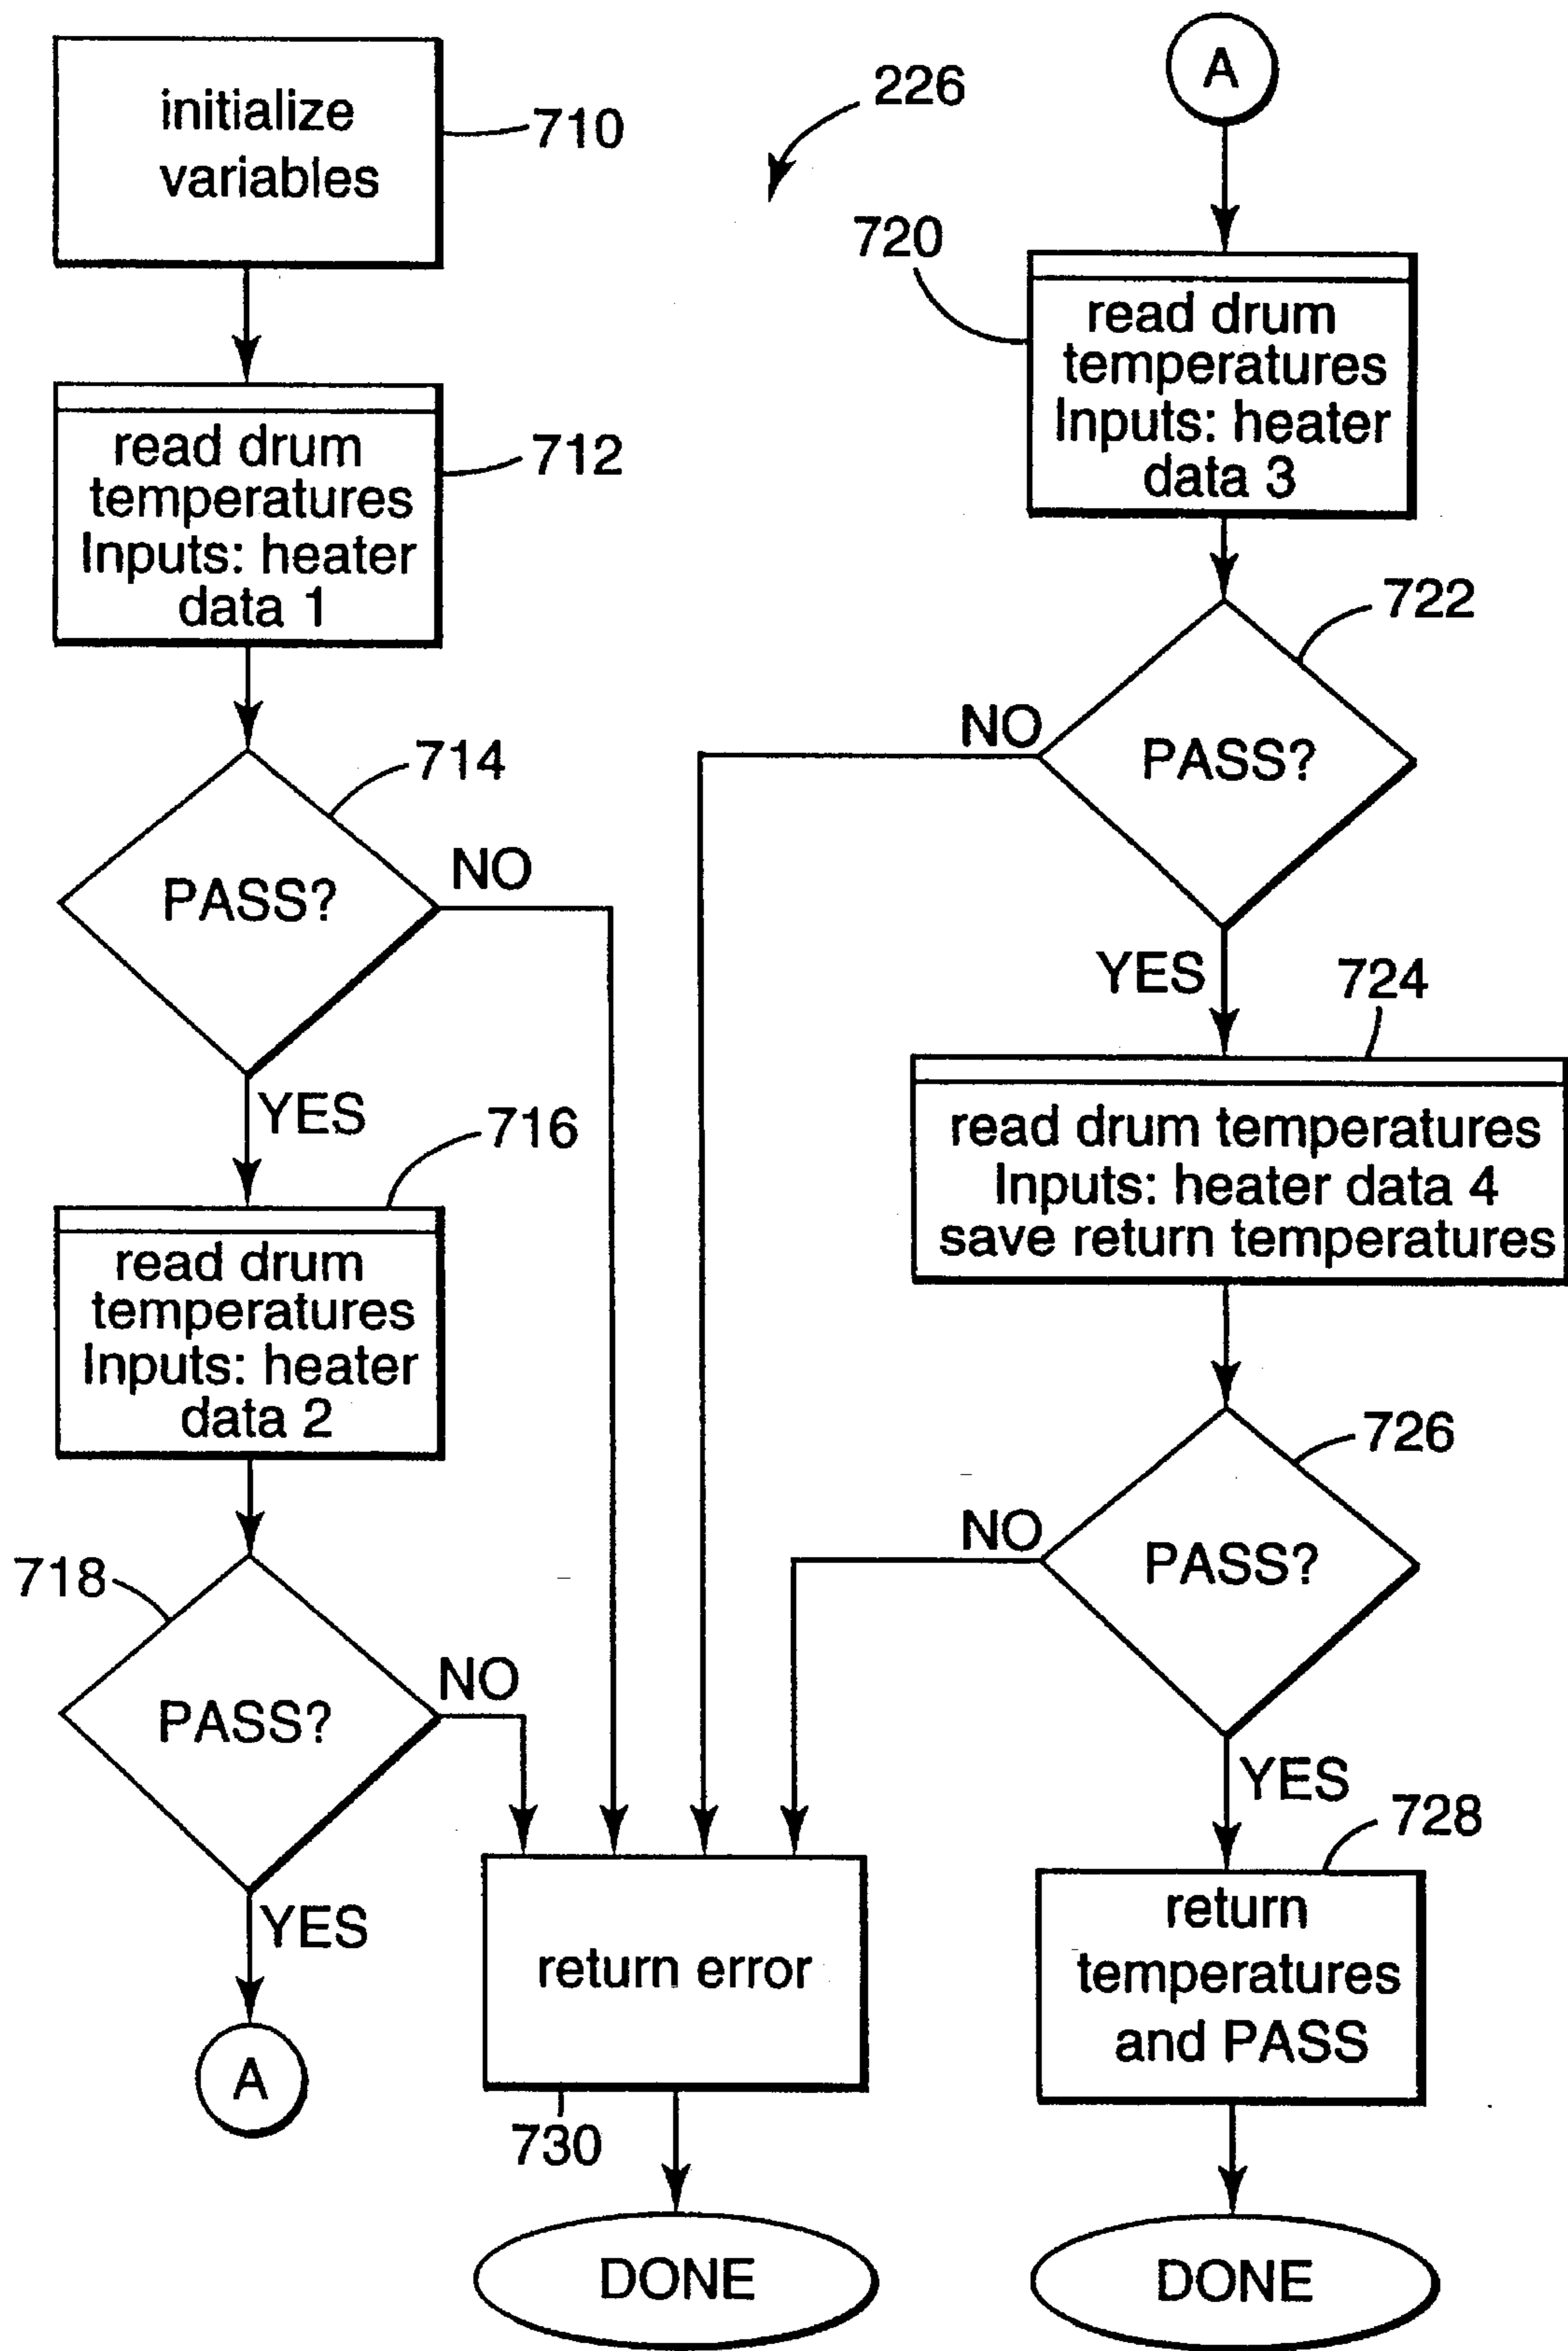 initialize
variables
710
read drum
temperatures
Inputs: heater
data 1
712
PASS?
714
NO
YES
read drum
temperatures
Inputs: heater
data 2
716
PASS?
718
NO
YES
A
226
A
read drum
temperatures
Inputs: heater
data 3
720
PASS?
722
NO
YES
724
read drum temperatures
Inputs: heater data 4
save return temperatures
PASS?
726
NO
YES
728
return
temperatures
and PASS
DONE
return error
730
DONE